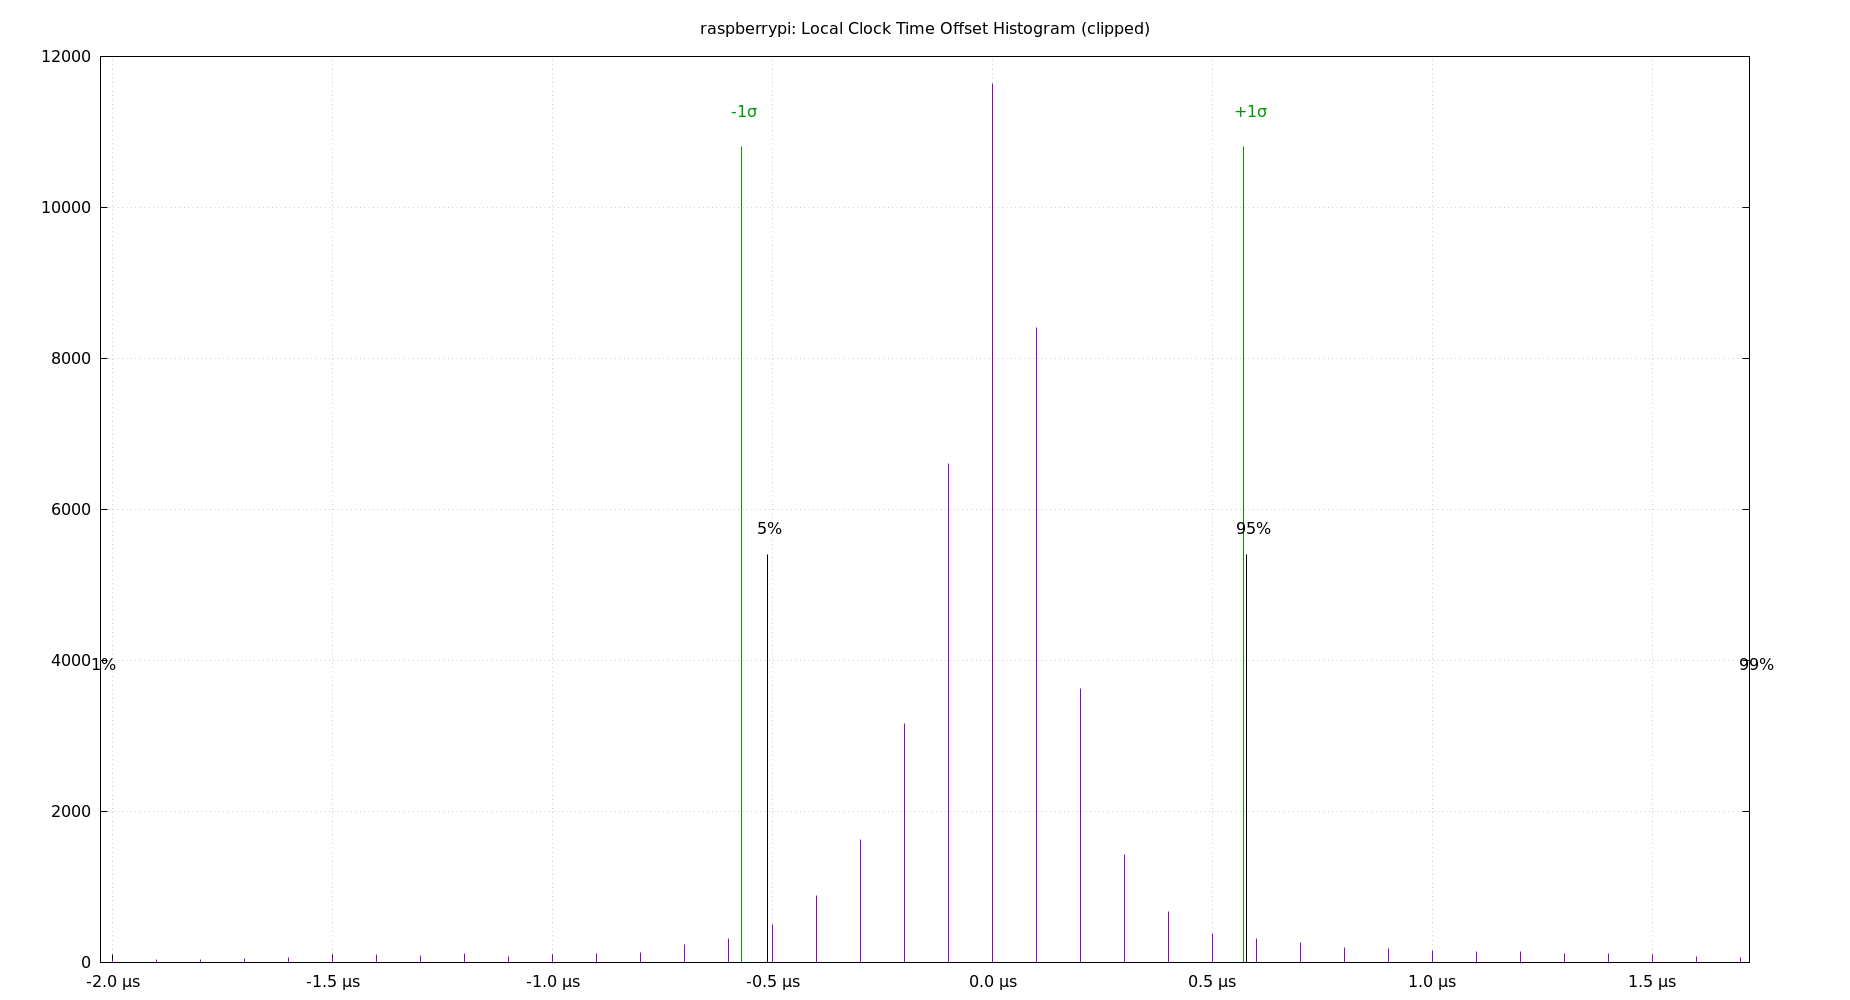 raspberrypi: Local Clock Time Offset Histogram (clipped)
12000
-1σ
+1σ
10000
8000
6000
5%
95%
4000
1%
99%
2000
0
-2.0 µs
-1.5 µs
-1.0 µs
-0.5 µs
0.0 µs
0.5 µs
1.0 µs
1.5 µs